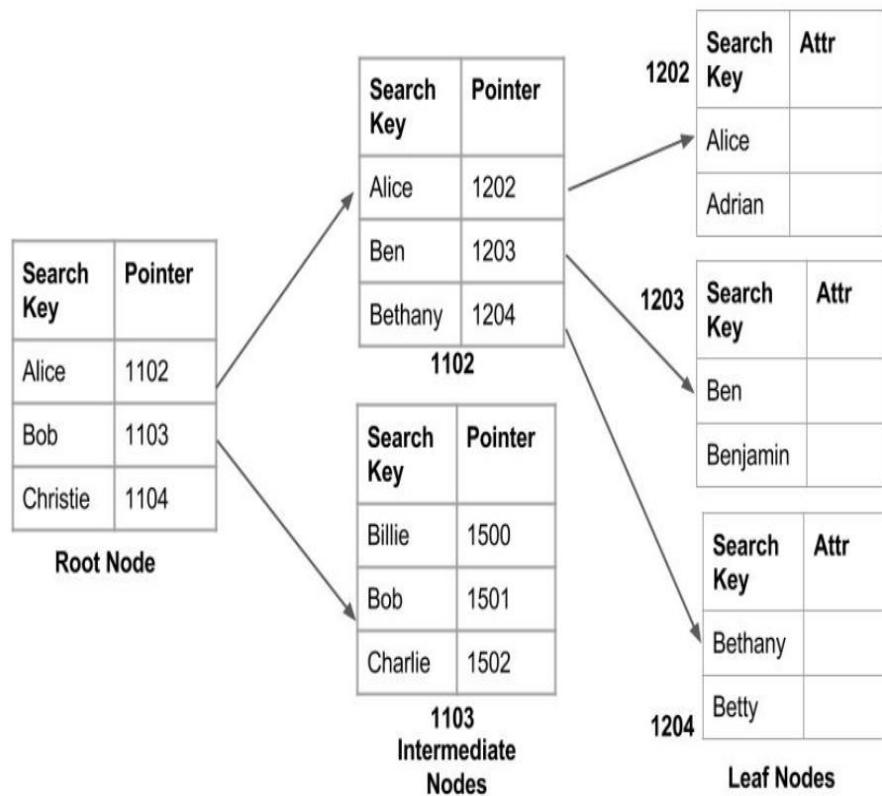 Search Key Pointer
Alice 1102
Bob 1103
Christie 1104
Root Node
Search Key Pointer
Alice 1202
Ben 1203
Bethany 1204
1102
Search Key Pointer
Billie 1500
Bob 1501
Charlie 1502
1103
Intermediate
Nodes
1202
Search Key Attr
Alice
Adrian
1203
Search Key Attr
Ben
Benjamin
Search Key Attr
Bethany
Betty
1204
Leaf Nodes